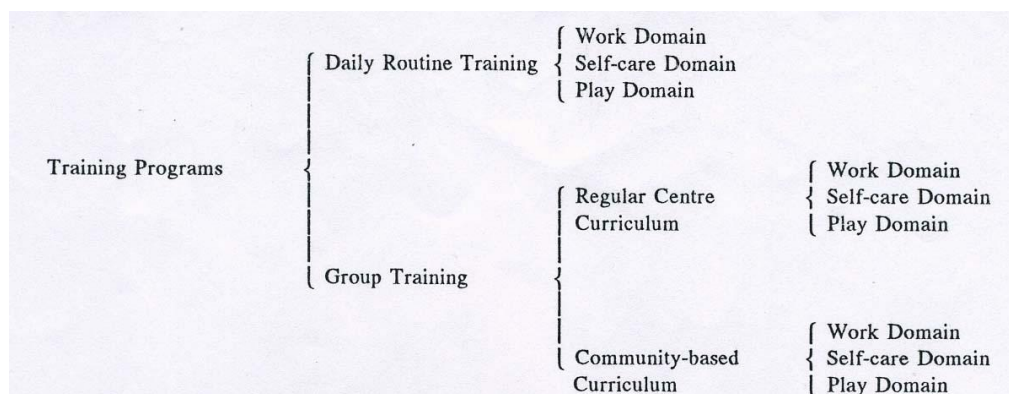 Work Domain
Daily Routine Training Self-care Domain
Play Domain
Training Programs Work Domain
Regular Centre Self-care Domain
Curriculum Play Domain
Group Training
Work Domain
Community-based Self-care Domain
Curriculum Play Domain